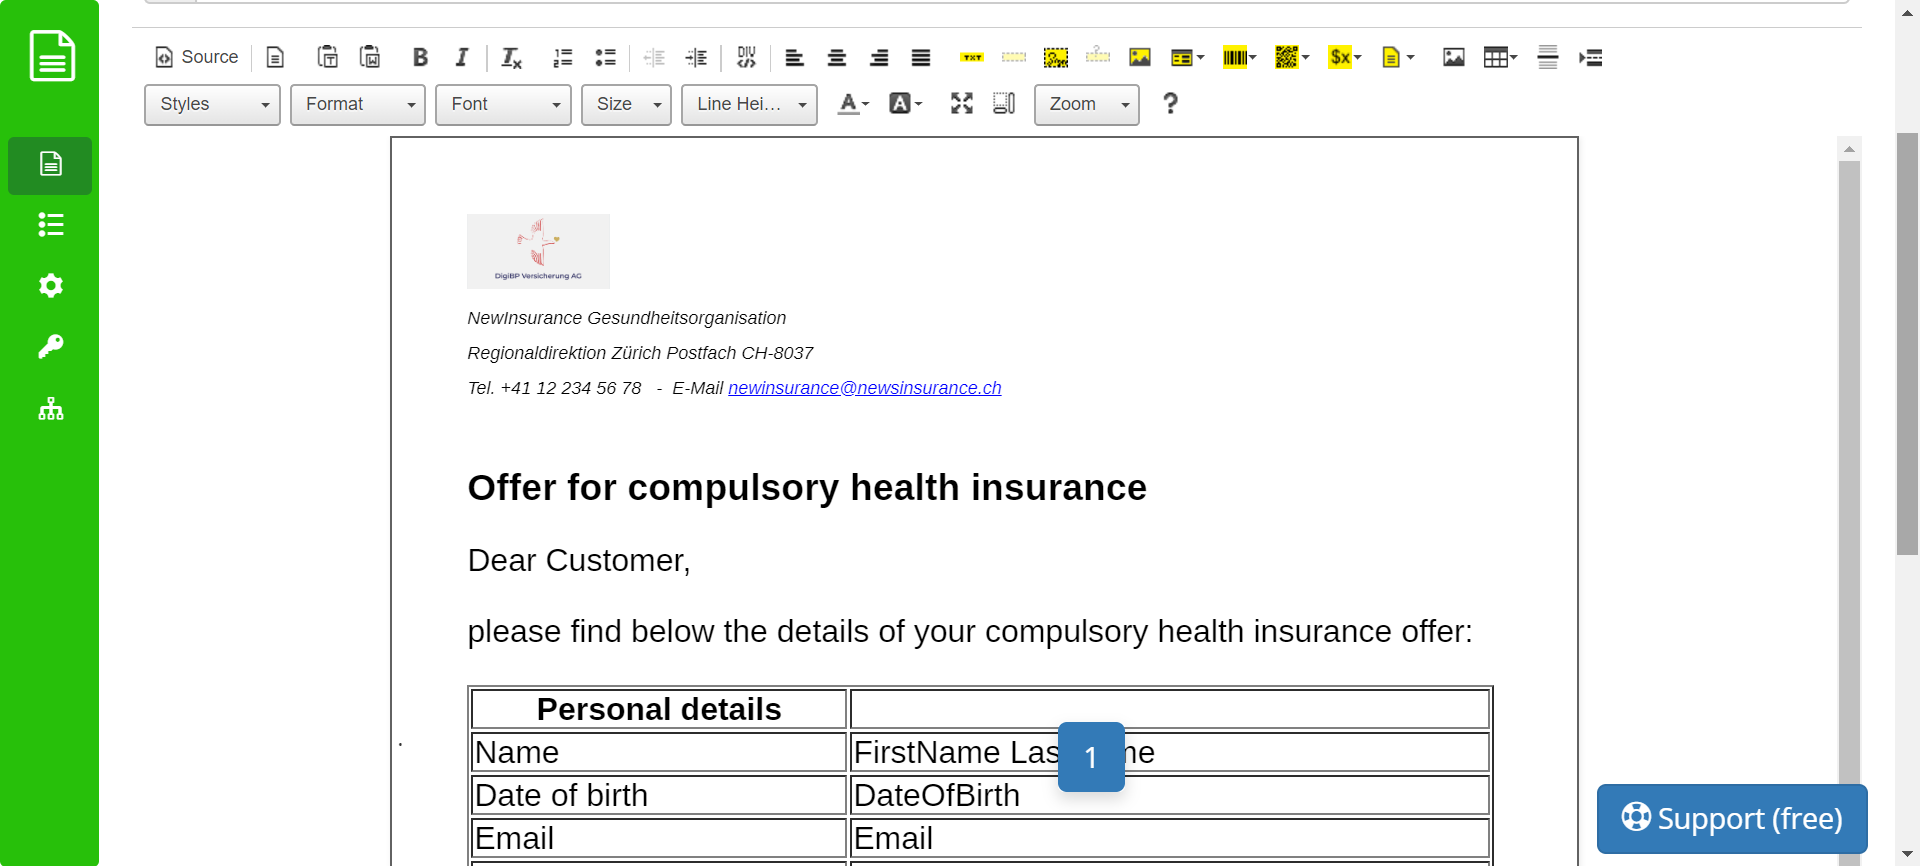 Source
TXT
$x
Styles
Format
Font
Size
Line Hei...
Zoom
?
DigiBP Versicherung AG
NewInsurance Gesundheitsorganisation
Regionaldirektion Zürich Postfach CH-8037
Tel. +41 12 234 56 78 - E-Mail newinsurance@newsinsurance.ch
Offer for compulsory health insurance
Dear Customer,
please find below the details of your compulsory health insurance offer:
Personal details
Name FirstName
1
Date of birth DateOfBirth
Email Email
Support (free)